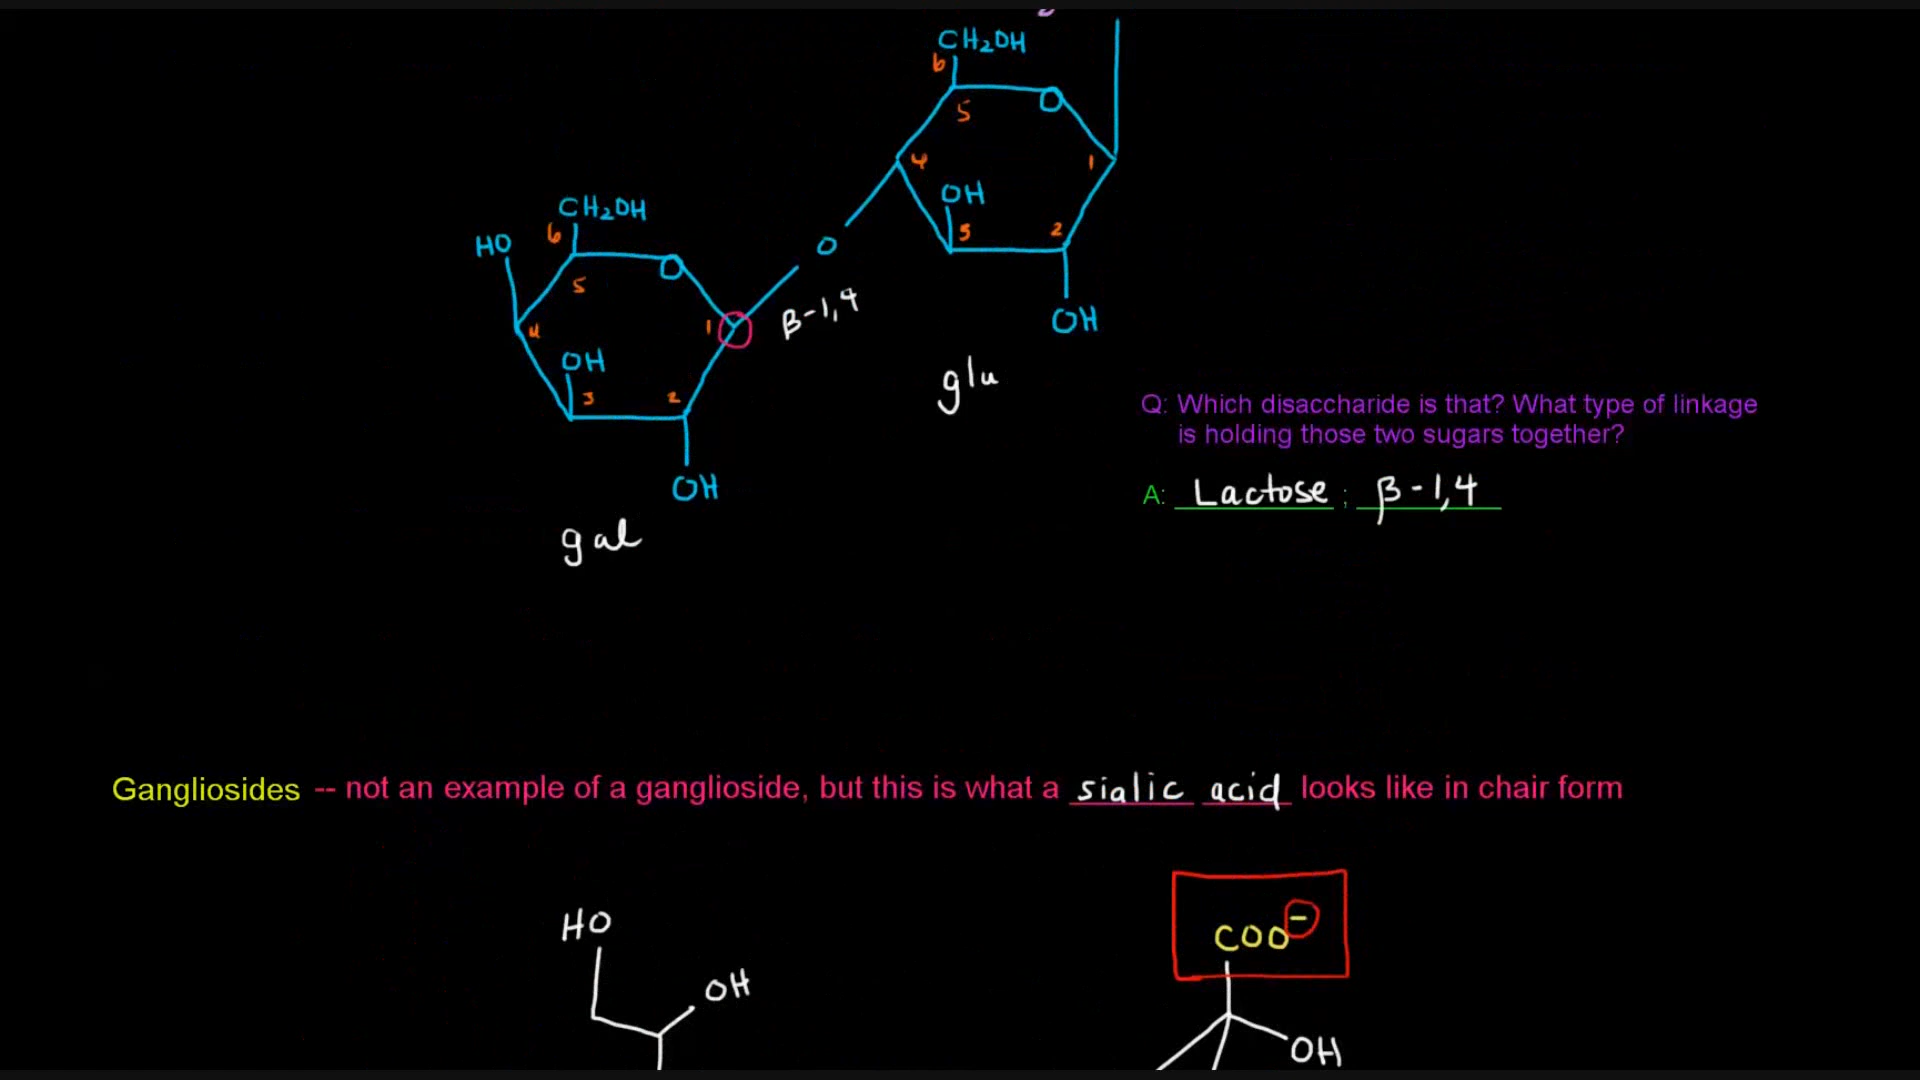 CH₂OH
6
5
O
4
1
OH
3
2
OH
glu
CH₂OH
HO
6
5
O
4
1
OH
3
2
OH
gal
O
β-1,4
Q: Which disaccharide is that? What type of linkage
is holding those two sugars together?
A: Lactose ; β-1,4
Gangliosides -- not an example of a ganglioside, but this is what a sialic acid looks like in chair form
HO
OH
COO⁻
OH